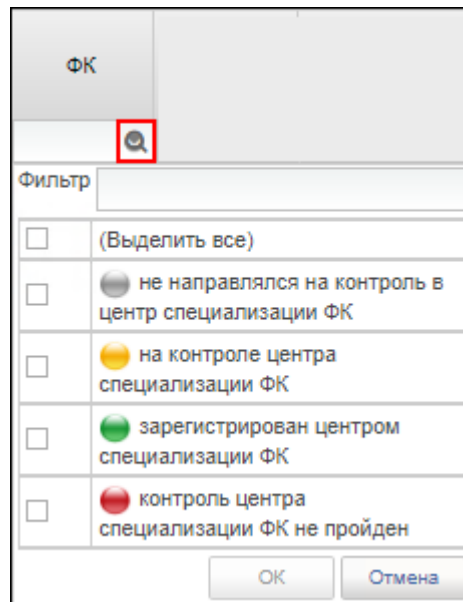 ФК
Фильтр
(Выделить все)
не направлялся на контроль в
центр специализации ФК
на контроле центра
специализации ФК
зарегистрирован центром
специализации ФК
контроль центра
специализации ФК не пройден
ОК
Отмена